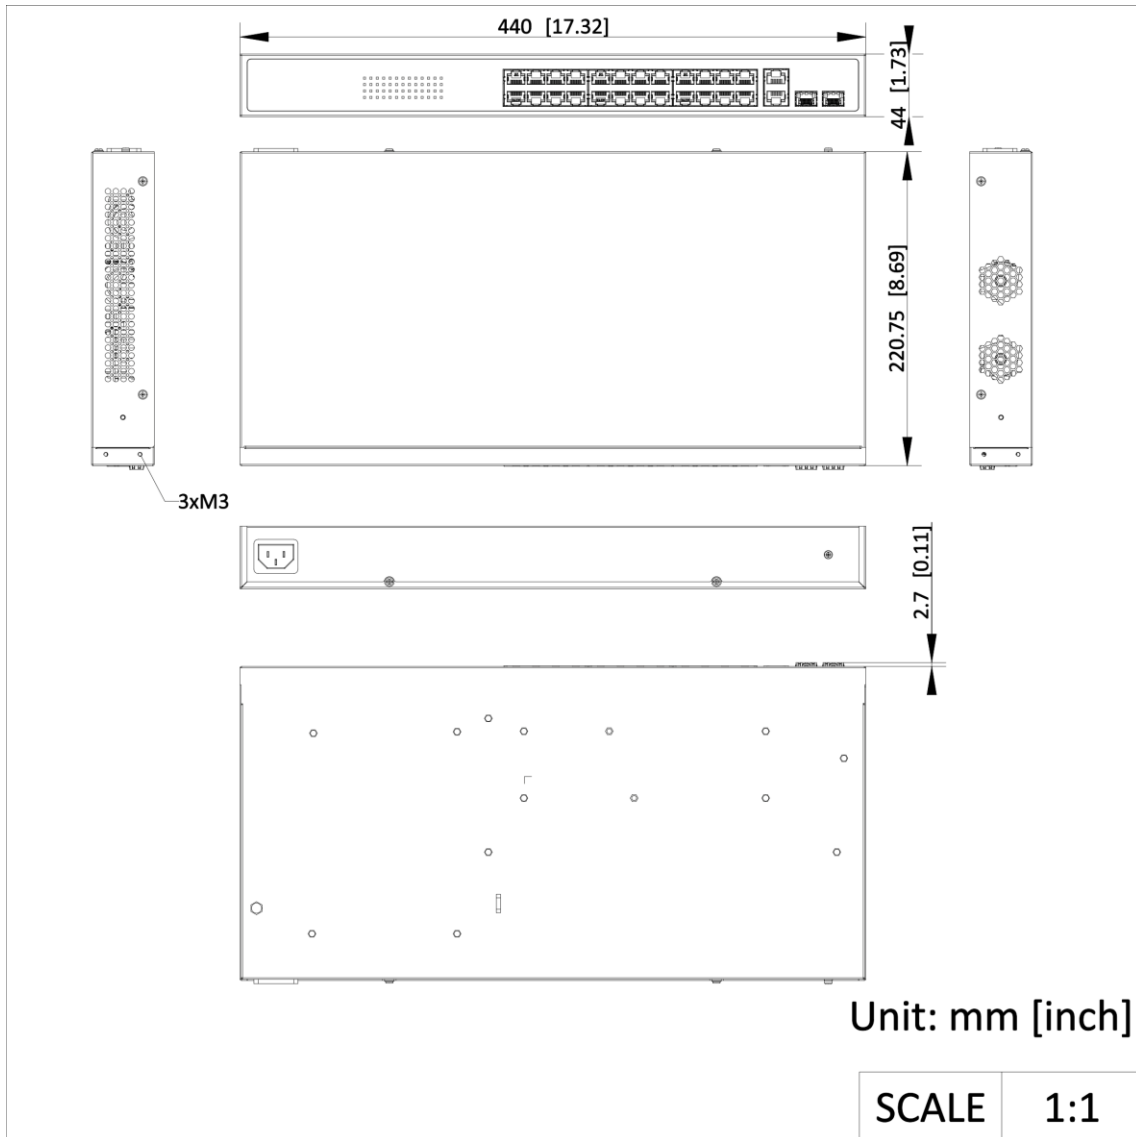 440 [17.32]
44 [1.73]
220.75 [8.69]
3xM3
2.7 [0.11]
Unit: mm [inch]
SCALE 1:1